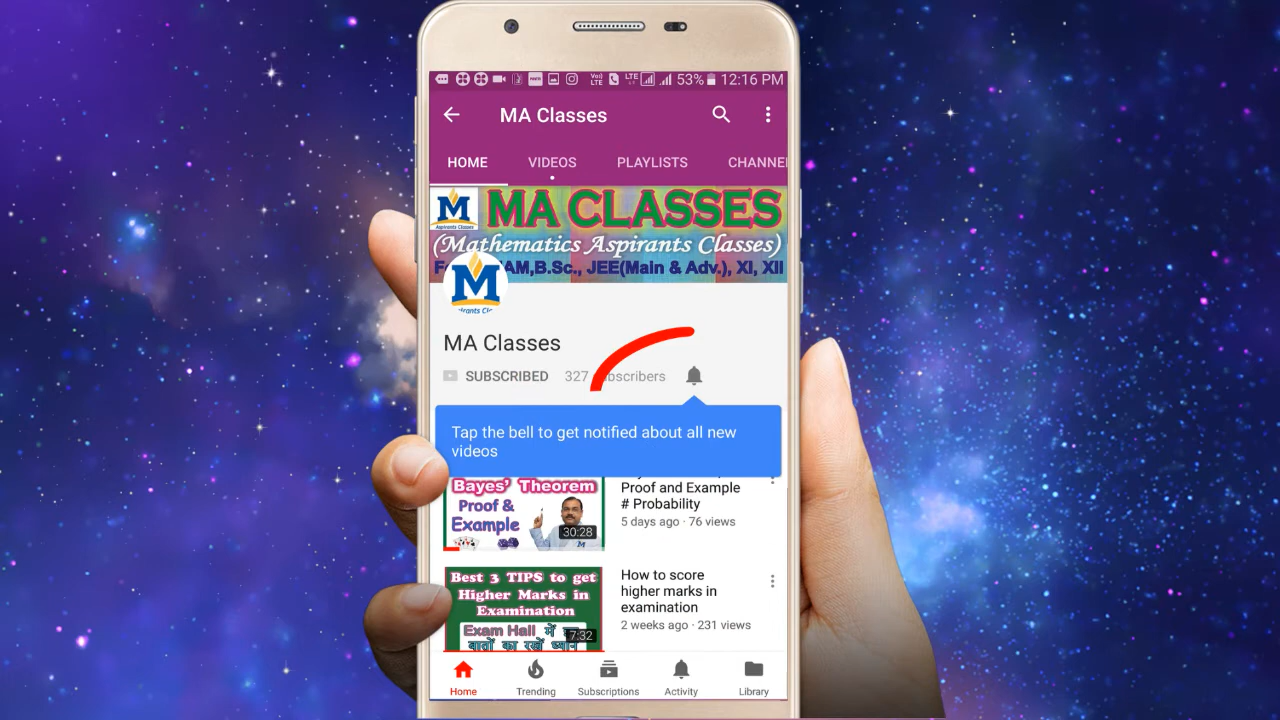 53% 12:16 PM
MA Classes
HOME VIDEOS PLAYLISTS CHANNE
M
Aspirants Classes
MA CLASSES
(Mathematics Aspirants Classes)
AM,B.Sc., JEE(Main & Adv.), XI, XII
M
MA Classes
SUBSCRIBED 327 subscribers
Tap the bell to get notified about all new
videos
Bayes' Theorem
Proof &
Example
30:28
Proof and Example
# Probability
5 days ago · 76 views
Best 3 TIPS to get
Higher Marks in
Examination
Exam Hall में
बातों का रखें ध्यान
7:32
How to score
higher marks in
examination
2 weeks ago · 231 views
Home Trending Subscriptions Activity Library